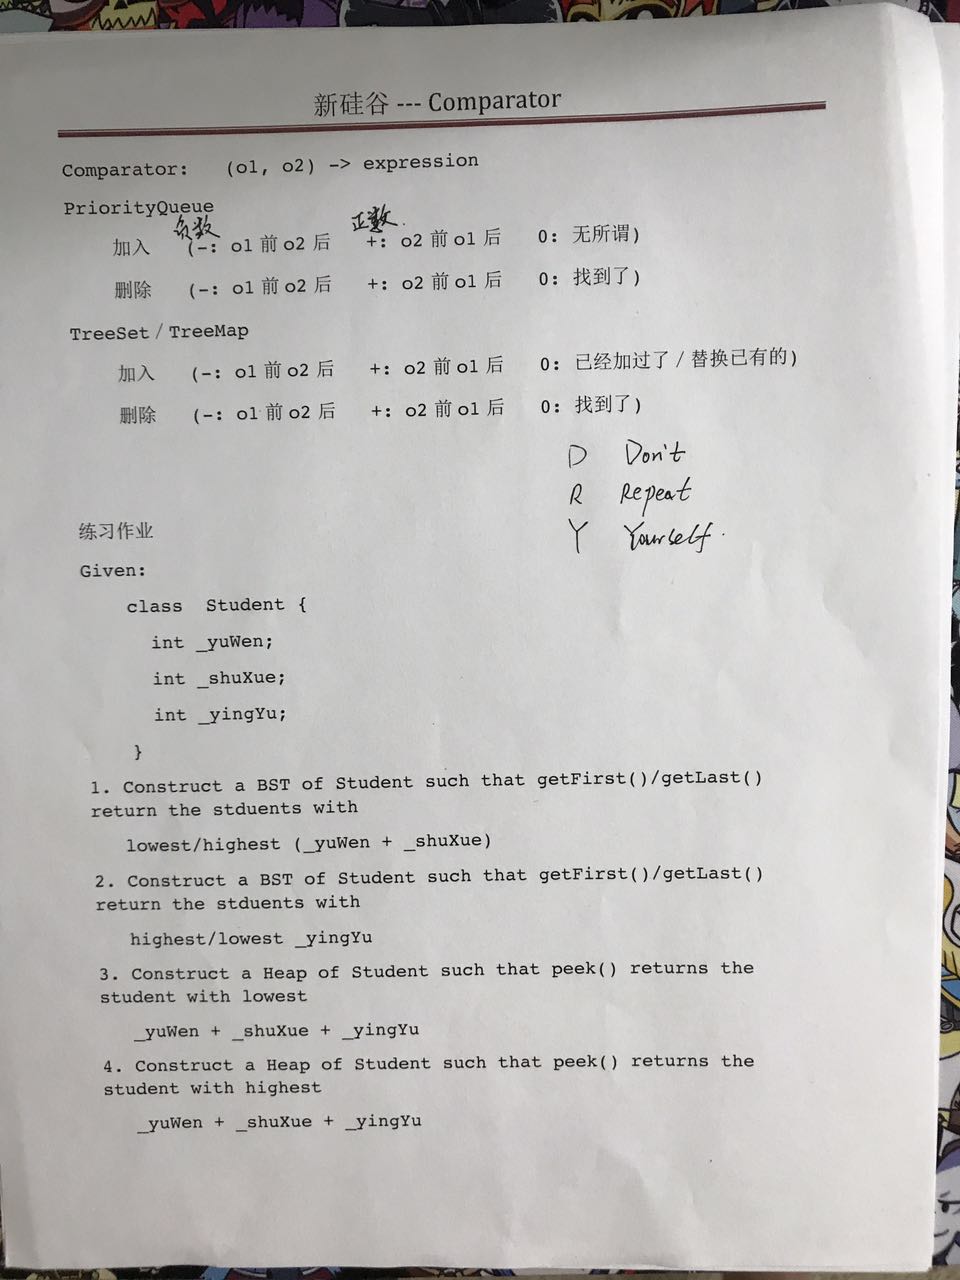 新硅谷 --- Comparator
Comparator: (o1, o2) -> expression
PriorityQueue
负数 正数.
加入 (-: o1 前 o2 后 +: o2 前 o1 后 0: 无所谓)
删除 (-: o1 前 o2 后 +: o2 前 o1 后 0: 找到了)
TreeSet / TreeMap
加入 (-: o1 前 o2 后 +: o2 前 o1 后 0: 已经加过了 / 替换已有的)
删除 (-: o1 前 o2 后 +: o2 前 o1 后 0: 找到了)
D Don't
R Repeat
Y Yourself.
练习作业
Given:
class Student {
int _yuWen;
int _shuXue;
int _yingYu;
}
1. Construct a BST of Student such that getFirst()/getLast()
return the stduents with
lowest/highest (_yuWen + _shuXue)
2. Construct a BST of Student such that getFirst()/getLast()
return the stduents with
highest/lowest _yingYu
3. Construct a Heap of Student such that peek() returns the
student with lowest
_yuWen + _shuXue + _yingYu
4. Construct a Heap of Student such that peek() returns the
student with highest
_yuWen + _shuXue + _yingYu